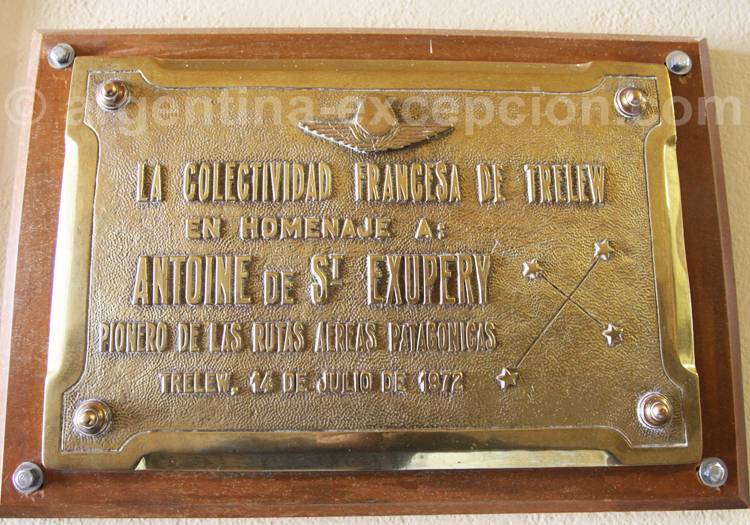 © argentina-excepcion.com
LA COLECTIVIDAD FRANCESA DE TRELEW
EN HOMENAJE A:
ANTOINE DE ST EXUPERY
PIONERO DE LAS RUTAS AEREAS PATAGONICAS
TRELEW, 14 DE JULIO DE 1972